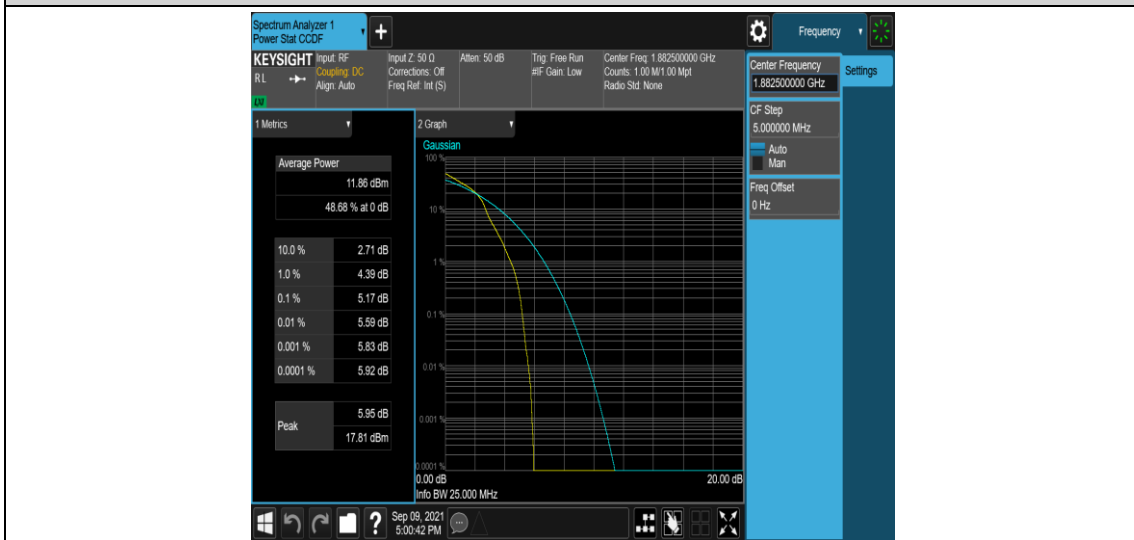 Spectrum Analyzer 1
Power Stat CCDF
+
Frequency
KEYSIGHT
RL
LXI
Input: RF
Coupling: DC
Align: Auto
Input Z: 50 Ω
Corrections: Off
Freq Ref: Int (S)
Atten: 50 dB
Trig: Free Run
#IF Gain: Low
Center Freq: 1.882500000 GHz
Counts: 1.00 M/1.00 Mpt
Radio Std: None
Center Frequency
1.882500000 GHz
Settings
CF Step
5.000000 MHz
Auto
Man
Freq Offset
0 Hz
1 Metrics
Average Power
11.86 dBm
48.68 % at 0 dB
10.0 % 2.71 dB
1.0 % 4.39 dB
0.1 % 5.17 dB
0.01 % 5.59 dB
0.001 % 5.83 dB
0.0001 % 5.92 dB
Peak
5.95 dB
17.81 dBm
2 Graph
Gaussian
100 %
10 %
1 %
0.1 %
0.01 %
0.001 %
0.0001 %
0.00 dB 20.00 dB
Info BW 25.000 MHz
?
Sep 09, 2021
5:00:42 PM